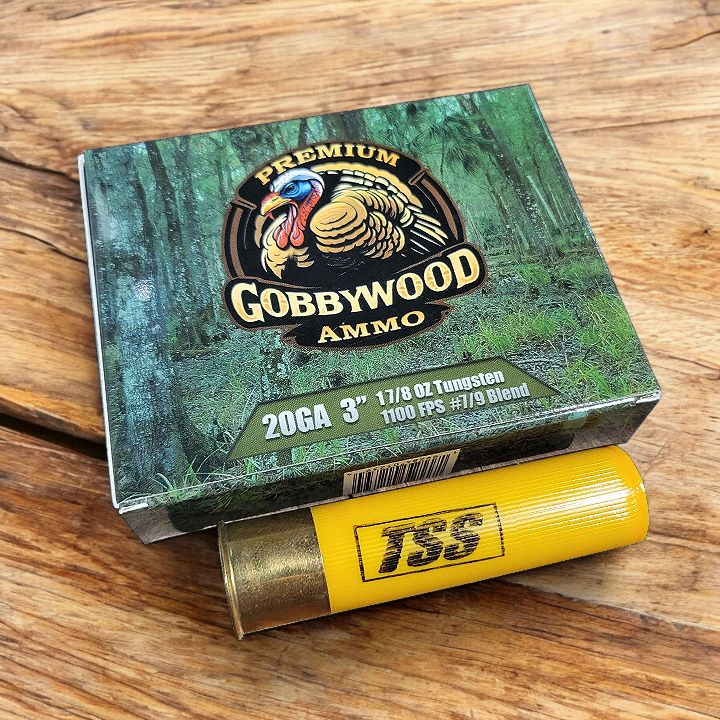 PREMIUM
GOBBYWOOD
AMMO
20GA 3” 1 7/8 OZ Tungsten
1100 FPS #7/9 Blend
TSS